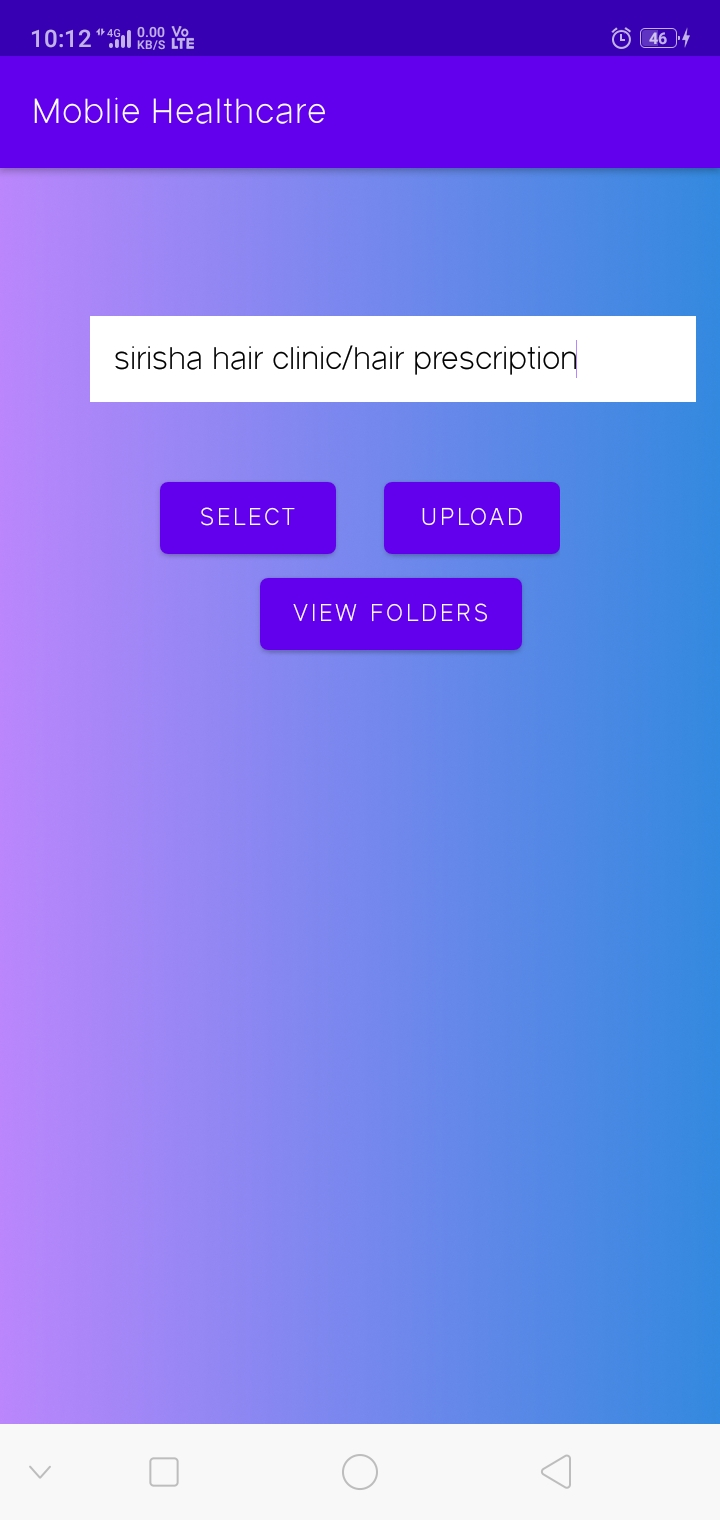 10:12 4G 0.00 KB/S Vo LTE 46
Moblie Healthcare
sirisha hair clinic/hair prescription
SELECT UPLOAD
VIEW FOLDERS